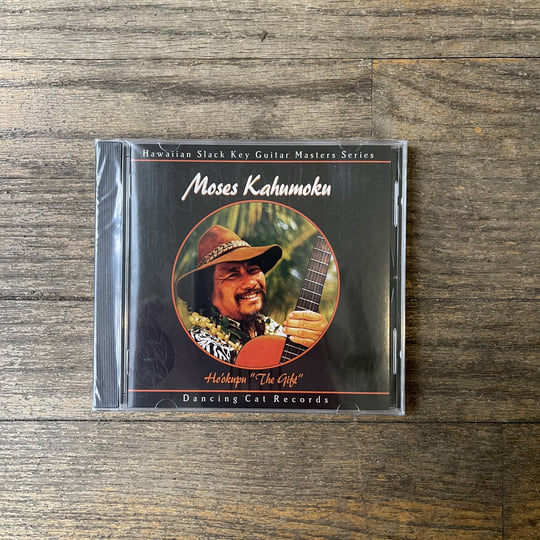 Hawaiian Slack Key Guitar Masters Series
Moses Kahumoku
Ho'okupu "The Gift"
Dancing Cat Records